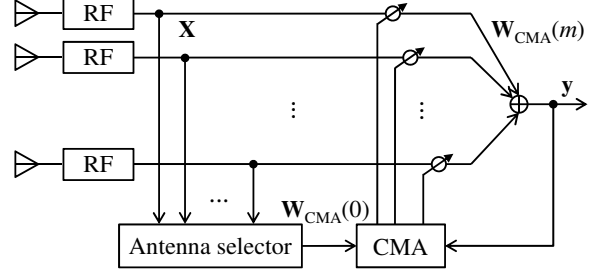 RF
X
W_CMA(m)
RF
y
⋮
⋮
RF
...
W_CMA(0)
Antenna selector
CMA